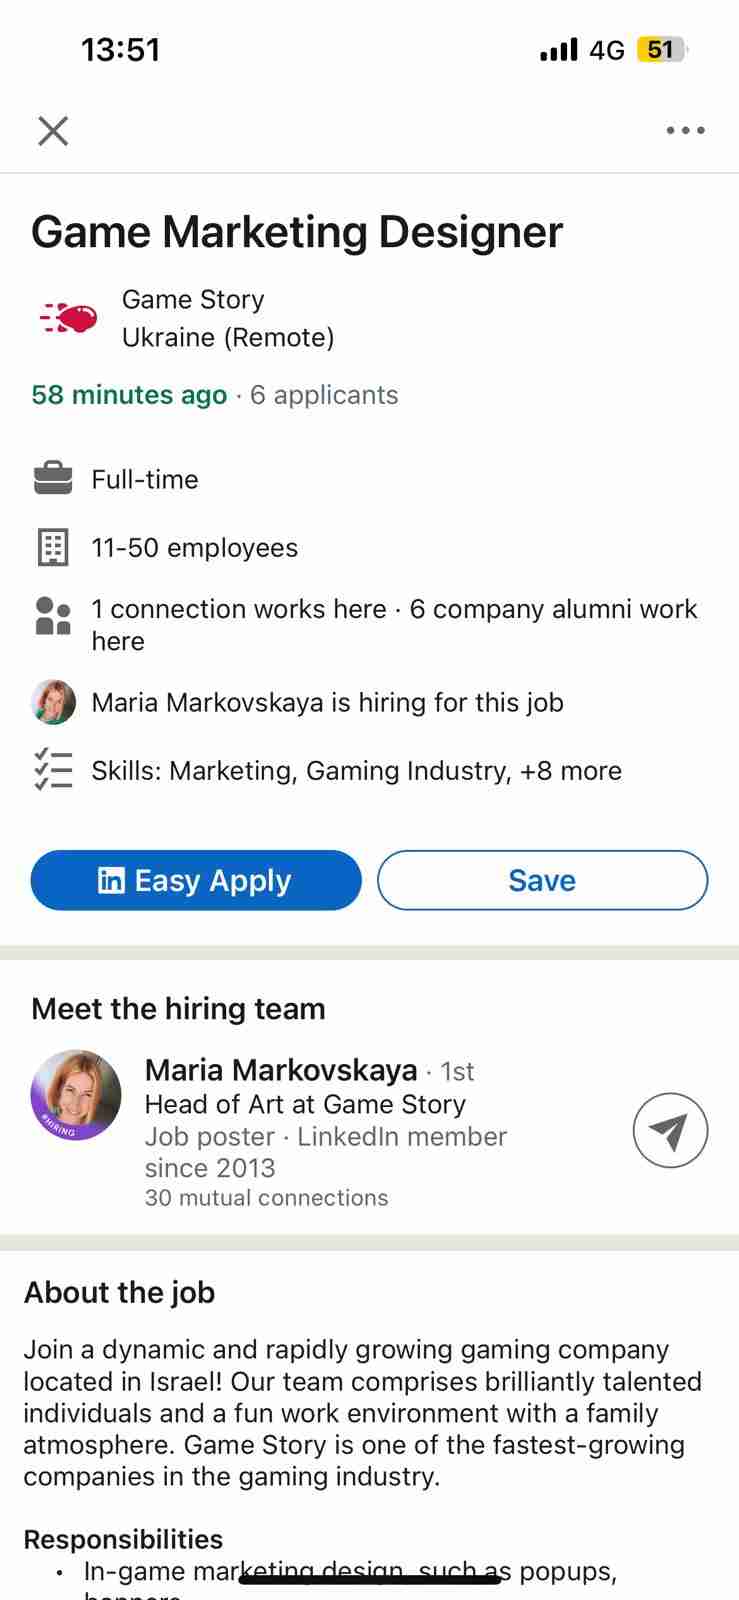 13:51
4G 51
Game Marketing Designer
Game Story
Ukraine (Remote)
58 minutes ago · 6 applicants
Full-time
11-50 employees
1 connection works here · 6 company alumni work
here
Maria Markovskaya is hiring for this job
Skills: Marketing, Gaming Industry, +8 more
in Easy Apply
Save
Meet the hiring team
Maria Markovskaya · 1st
Head of Art at Game Story
Job poster · LinkedIn member
since 2013
30 mutual connections
#HIRING
About the job
Join a dynamic and rapidly growing gaming company
located in Israel! Our team comprises brilliantly talented
individuals and a fun work environment with a family
atmosphere. Game Story is one of the fastest-growing
companies in the gaming industry.
Responsibilities
• In-game marketing design, such as popups,